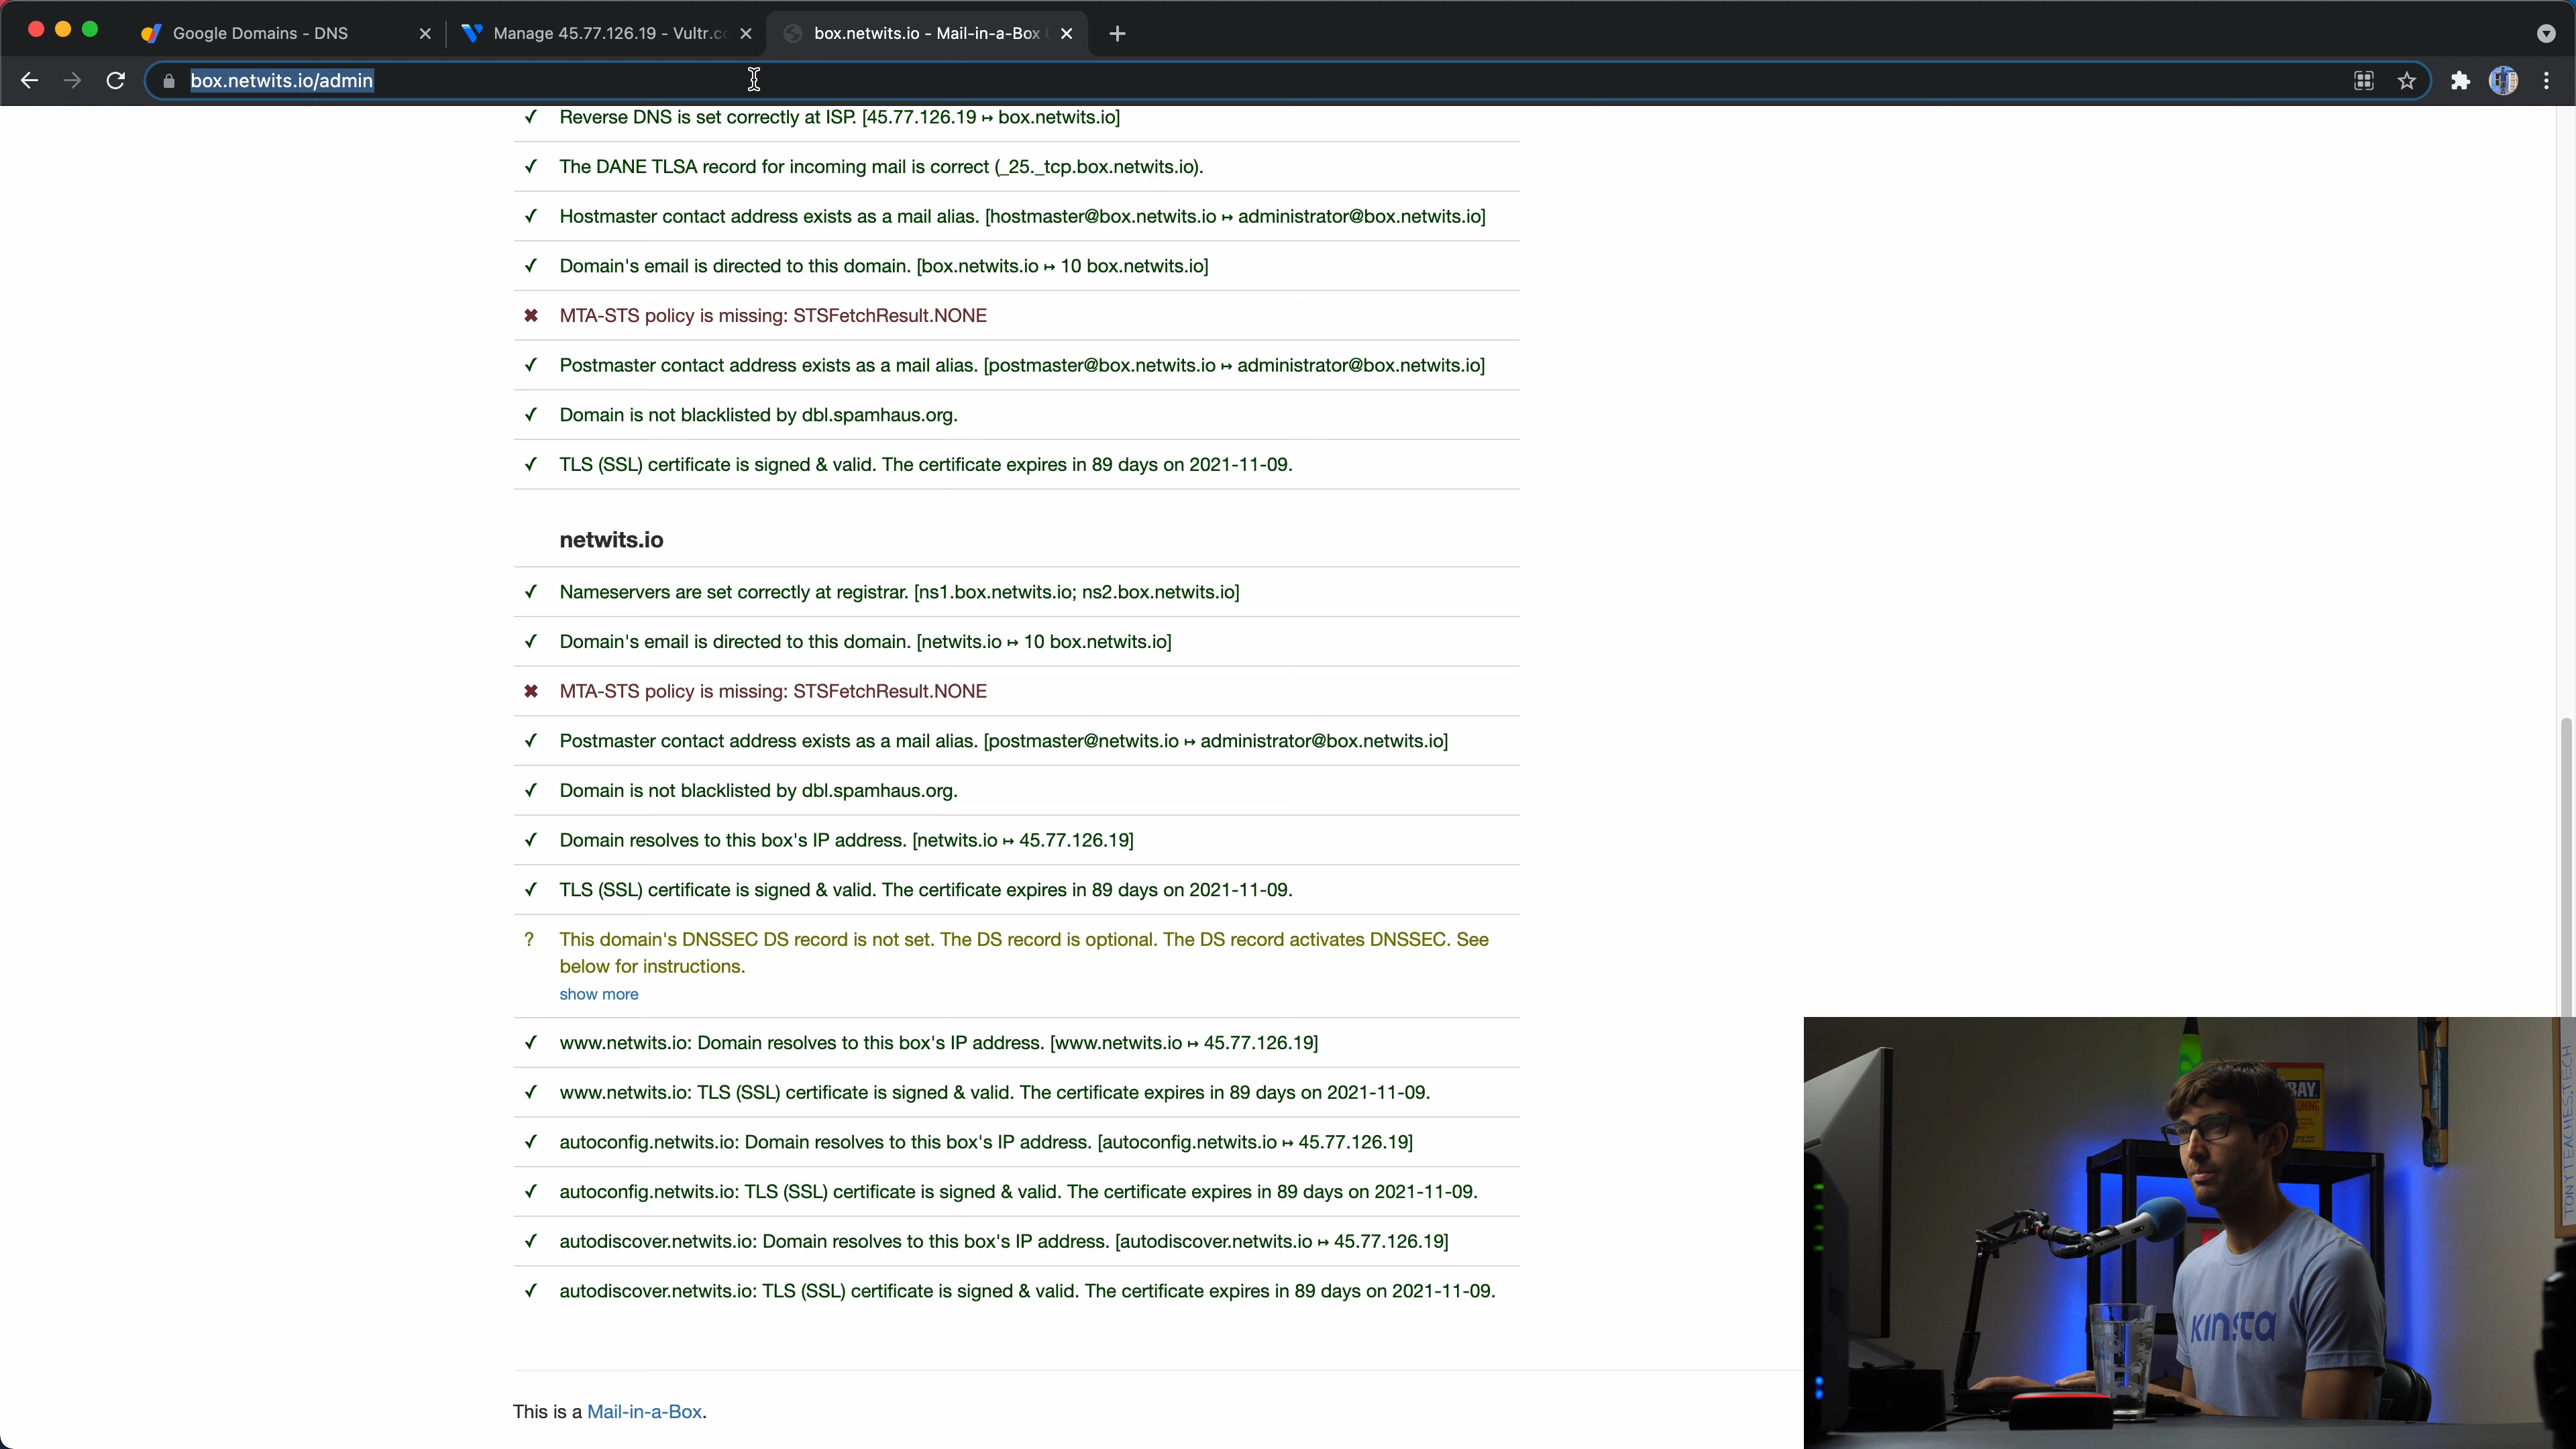 Google Domains - DNS
Manage 45.77.126.19 - Vultr.c
box.netwits.io - Mail-in-a-Box
box.netwits.io/admin
✓ Reverse DNS is set correctly at ISP. [45.77.126.19 ↦ box.netwits.io]
✓ The DANE TLSA record for incoming mail is correct (_25._tcp.box.netwits.io).
✓ Hostmaster contact address exists as a mail alias. [hostmaster@box.netwits.io ↦ administrator@box.netwits.io]
✓ Domain's email is directed to this domain. [box.netwits.io ↦ 10 box.netwits.io]
✖ MTA-STS policy is missing: STSFetchResult.NONE
✓ Postmaster contact address exists as a mail alias. [postmaster@box.netwits.io ↦ administrator@box.netwits.io]
✓ Domain is not blacklisted by dbl.spamhaus.org.
✓ TLS (SSL) certificate is signed & valid. The certificate expires in 89 days on 2021-11-09.
netwits.io
✓ Nameservers are set correctly at registrar. [ns1.box.netwits.io; ns2.box.netwits.io]
✓ Domain's email is directed to this domain. [netwits.io ↦ 10 box.netwits.io]
✖ MTA-STS policy is missing: STSFetchResult.NONE
✓ Postmaster contact address exists as a mail alias. [postmaster@netwits.io ↦ administrator@box.netwits.io]
✓ Domain is not blacklisted by dbl.spamhaus.org.
✓ Domain resolves to this box's IP address. [netwits.io ↦ 45.77.126.19]
✓ TLS (SSL) certificate is signed & valid. The certificate expires in 89 days on 2021-11-09.
? This domain's DNSSEC DS record is not set. The DS record is optional. The DS record activates DNSSEC. See
below for instructions.
show more
✓ www.netwits.io: Domain resolves to this box's IP address. [www.netwits.io ↦ 45.77.126.19]
✓ www.netwits.io: TLS (SSL) certificate is signed & valid. The certificate expires in 89 days on 2021-11-09.
✓ autoconfig.netwits.io: Domain resolves to this box's IP address. [autoconfig.netwits.io ↦ 45.77.126.19]
✓ autoconfig.netwits.io: TLS (SSL) certificate is signed & valid. The certificate expires in 89 days on 2021-11-09.
✓ autodiscover.netwits.io: Domain resolves to this box's IP address. [autodiscover.netwits.io ↦ 45.77.126.19]
✓ autodiscover.netwits.io: TLS (SSL) certificate is signed & valid. The certificate expires in 89 days on 2021-11-09.
This is a Mail-in-a-Box.
BAY
TONYTEACHES.TECH
KINSTA